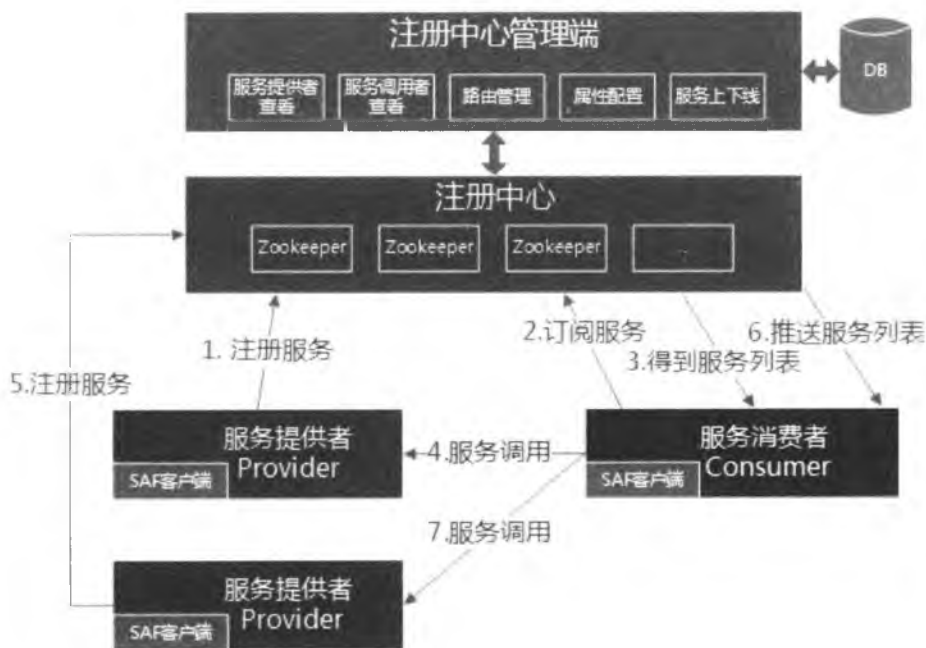 注册中心管理端
DB
服务提供者
查看
服务调用者
查看
路由管理
属性配置
服务上下线
注册中心
Zookeeper
Zookeeper
Zookeeper
1. 注册服务
2.订阅服务
6.推送服务列表
3.得到服务列表
5.注册服务
服务提供者
Provider
SAF客户端
4.服务调用
服务消费者
Consumer
SAF客户端
7.服务调用
服务提供者
Provider
SAF客户端